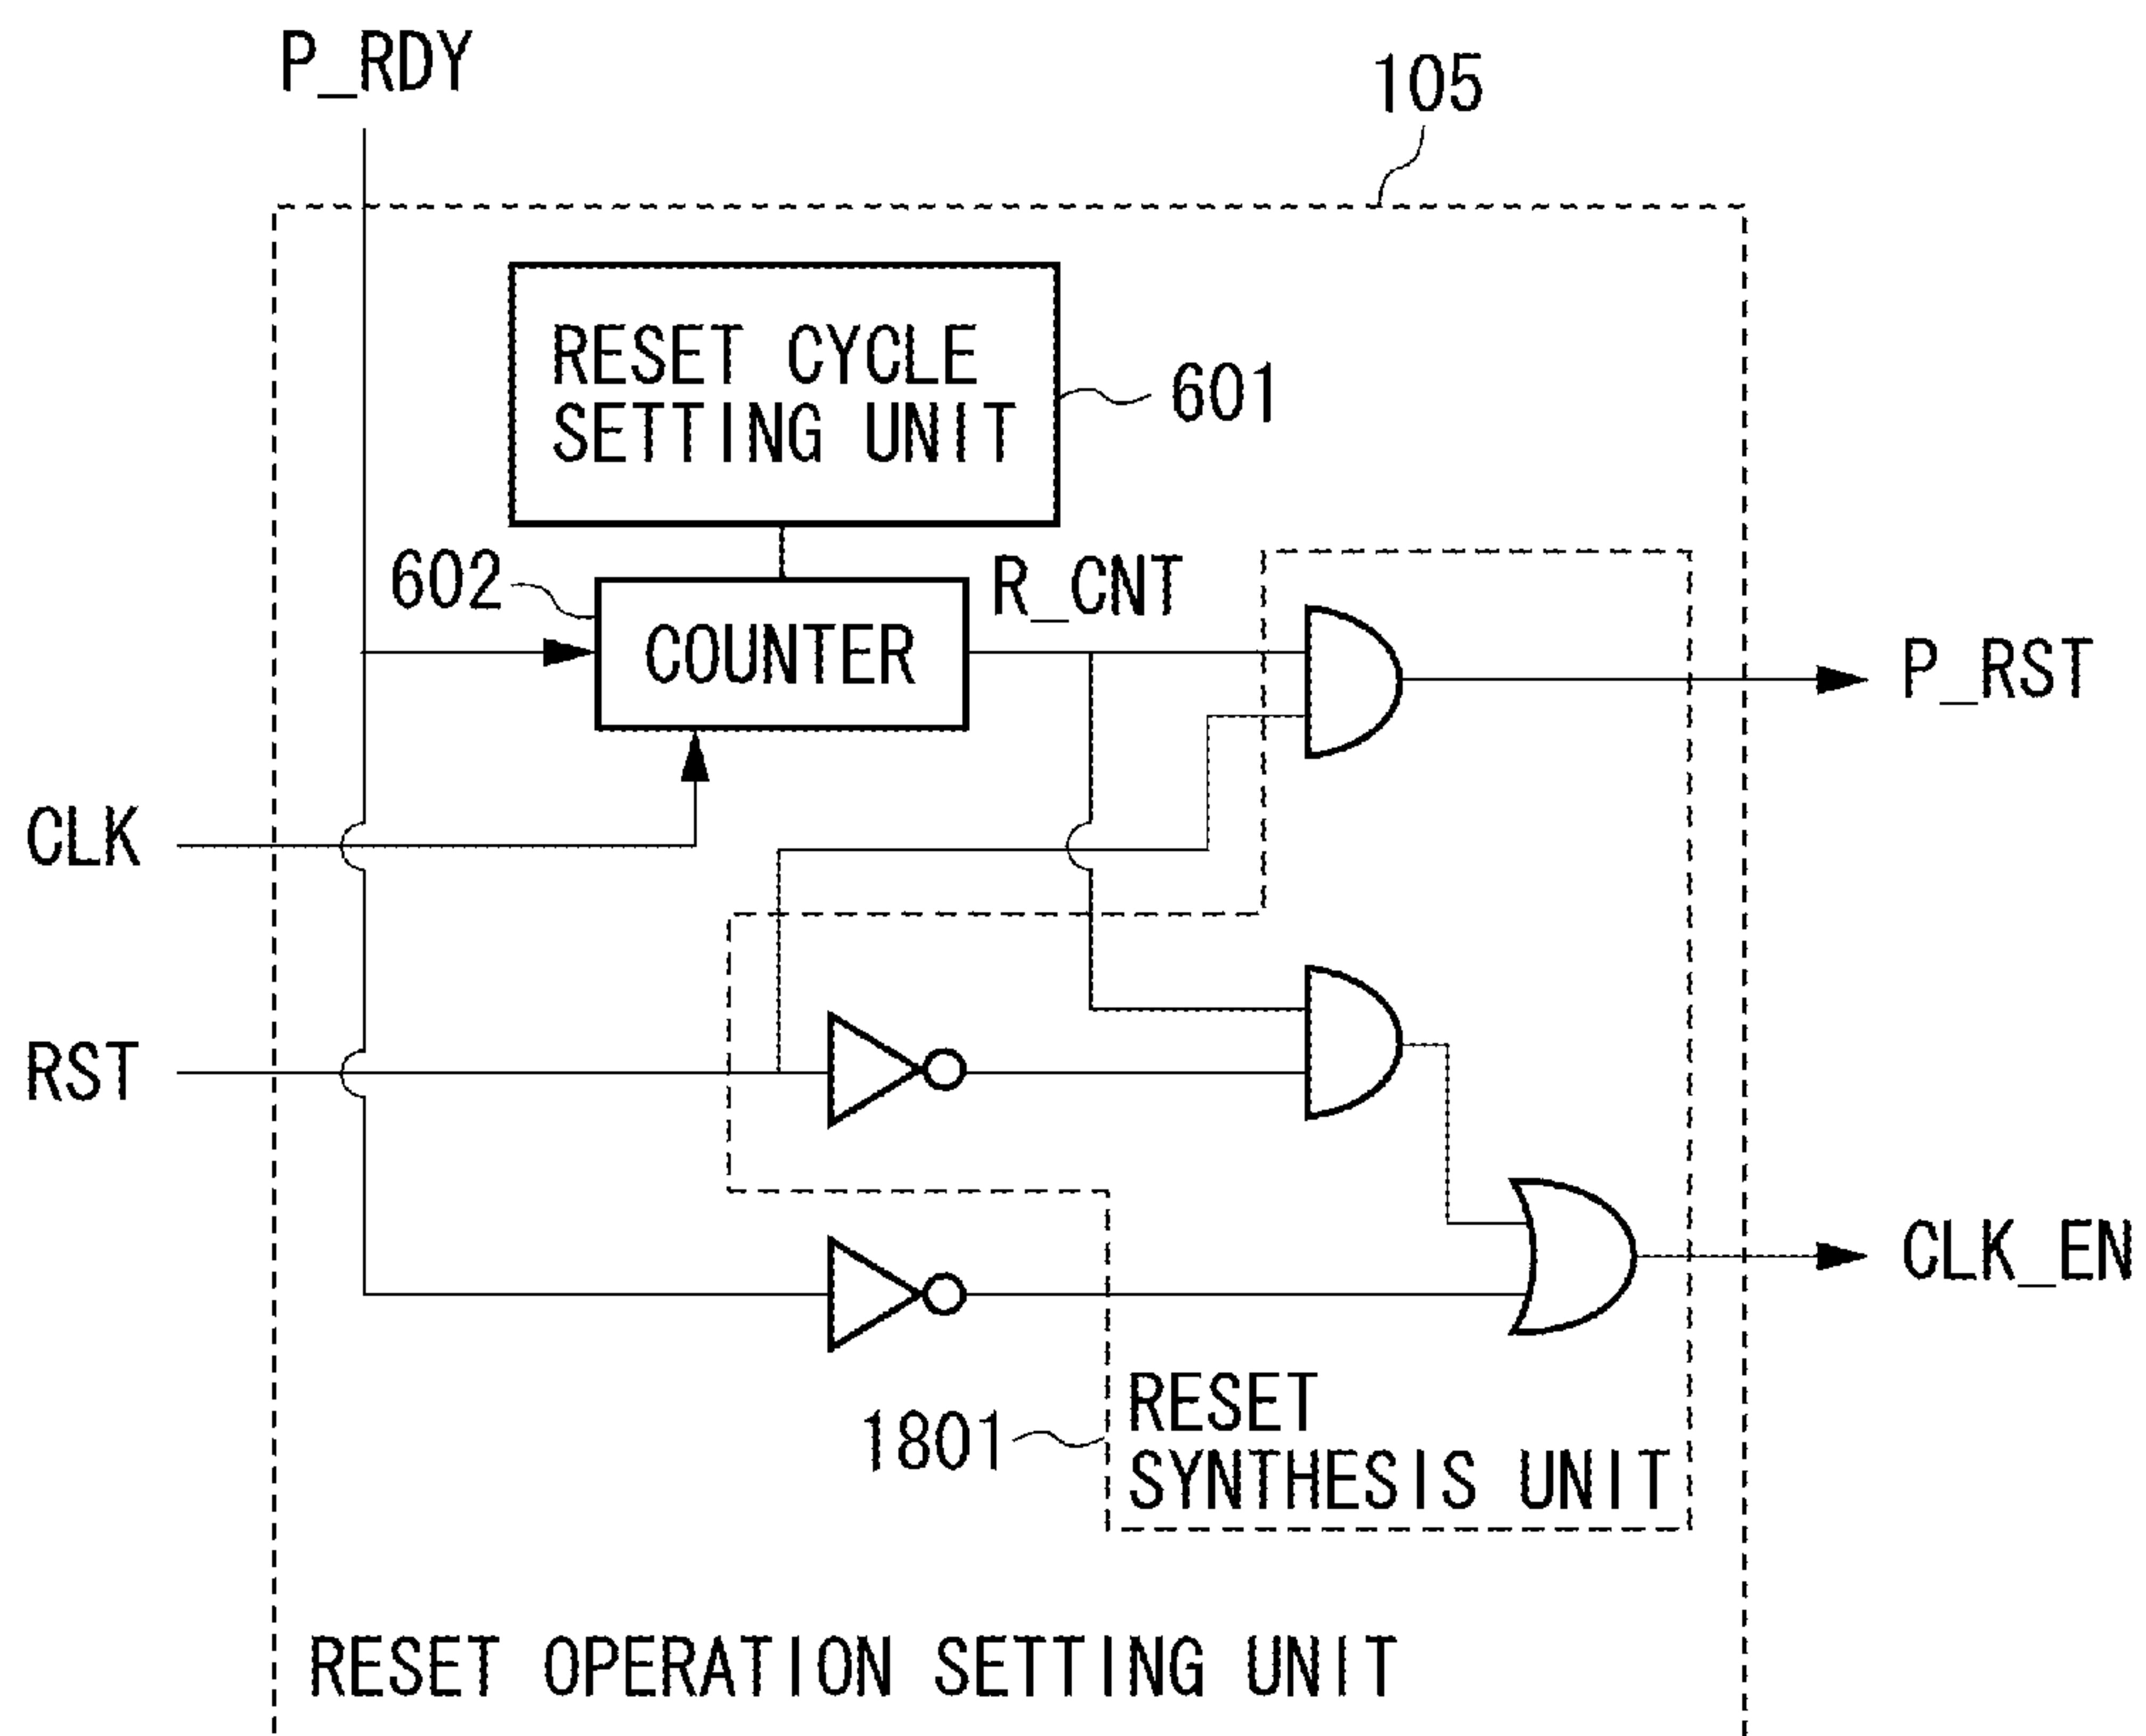 P_RDY
105
RESET CYCLE
SETTING UNIT
601
602
R_CNT
COUNTER
P_RST
CLK
RST
CLK_EN
RESET
1801
SYNTHESIS UNIT
RESET OPERATION SETTING UNIT